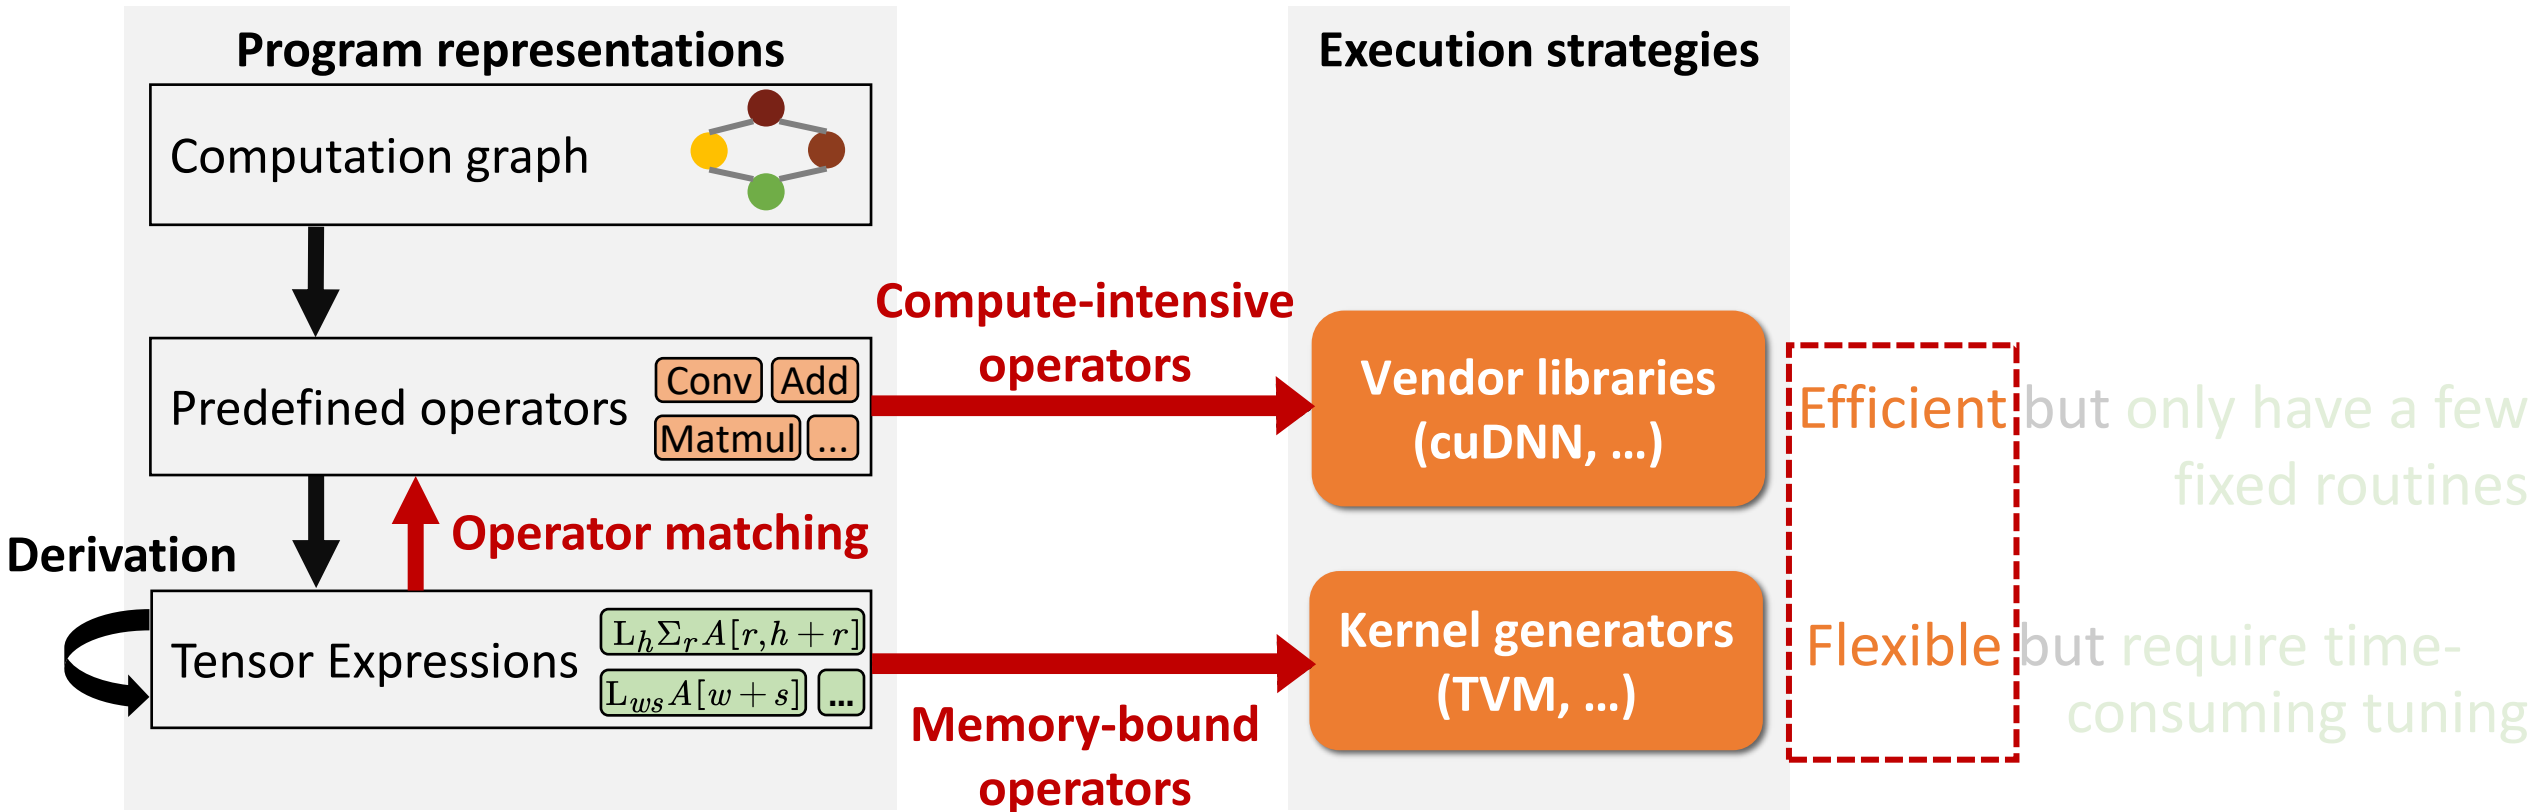 Program representations
Execution strategies
Computation graph
Compute-intensive
operators
Predefined operators
Conv
Add
Matmul
...
Vendor libraries
(cuDNN, ...)
Efficient but only have a few
fixed routines
Derivation
Operator matching
Tensor Expressions
L_h Σ_r A[r, h + r]
L_ws A[w + s]
...
Kernel generators
(TVM, ...)
Flexible but require time-
consuming tuning
Memory-bound
operators